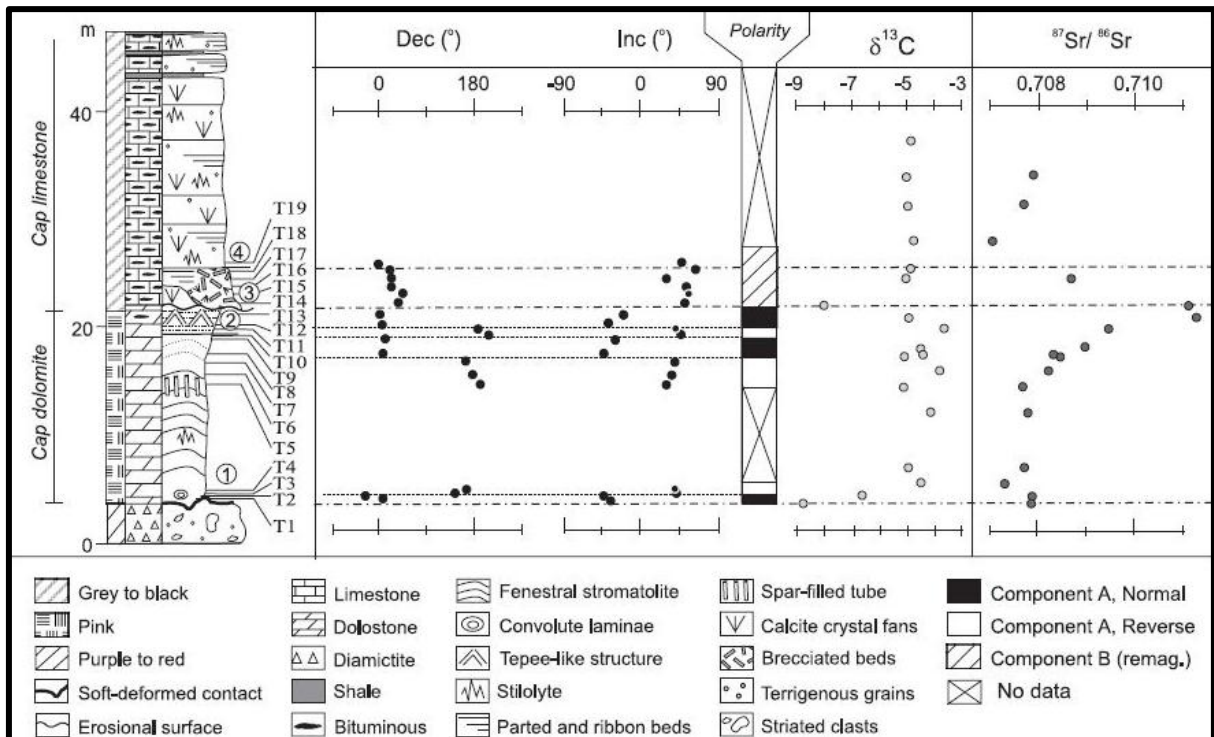 m
Dec (°)
Inc (°)
Polarity
δ13C
87Sr/ 86Sr
0 180
-90 0 90
-9 -7 -5 -3
0.708 0.710
40
20
0
Cap limestone
Cap dolomite
④
③
②
①
T19
T18
T17
T16
T15
T14
T13
T12
T11
T10
T9
T8
T7
T6
T5
T4
T3
T2
T1
Grey to black
Pink
Purple to red
Soft-deformed contact
Erosional surface
Limestone
Dolostone
Diamictite
Shale
Bituminous
Fenestral stromatolite
Convolute laminae
Tepee-like structure
Stilolyte
Parted and ribbon beds
Spar-filled tube
Calcite crystal fans
Brecciated beds
Terrigenous grains
Striated clasts
Component A, Normal
Component A, Reverse
Component B (remag.)
No data